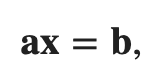 ax = b,